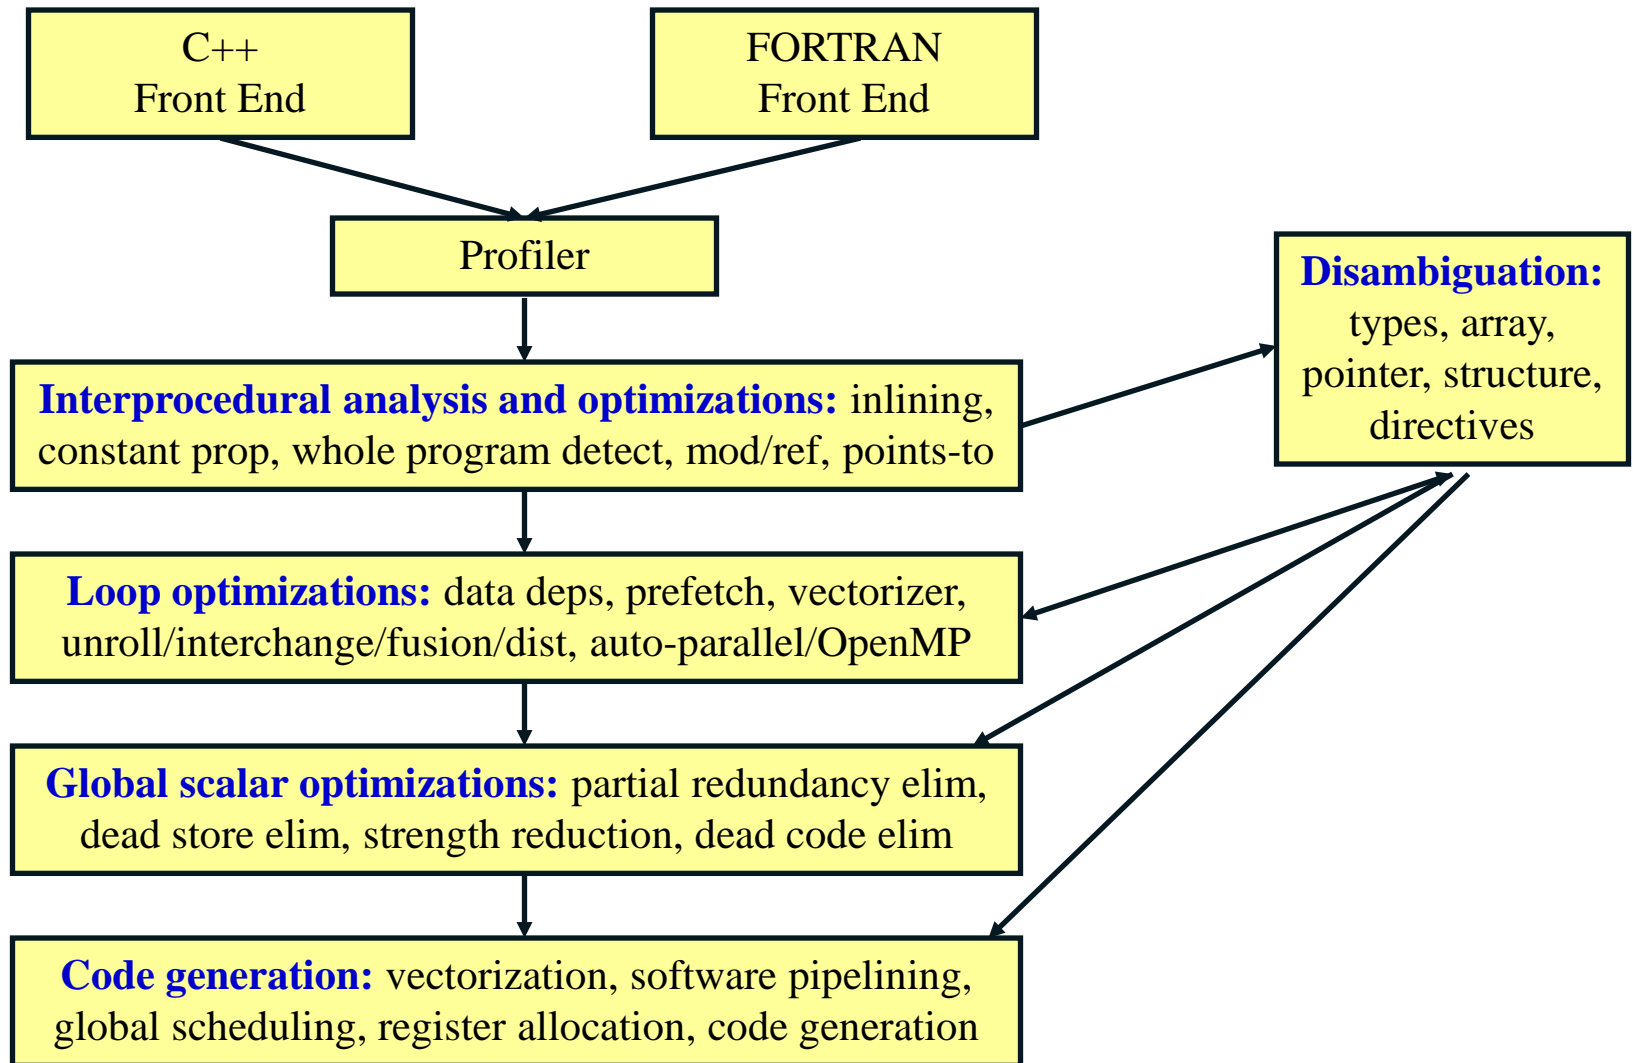 C++
Front End
FORTRAN
Front End
Profiler
Disambiguation:
types, array,
pointer, structure,
directives
Interprocedural analysis and optimizations: inlining,
constant prop, whole program detect, mod/ref, points-to
Loop optimizations: data deps, prefetch, vectorizer,
unroll/interchange/fusion/dist, auto-parallel/OpenMP
Global scalar optimizations: partial redundancy elim,
dead store elim, strength reduction, dead code elim
Code generation: vectorization, software pipelining,
global scheduling, register allocation, code generation